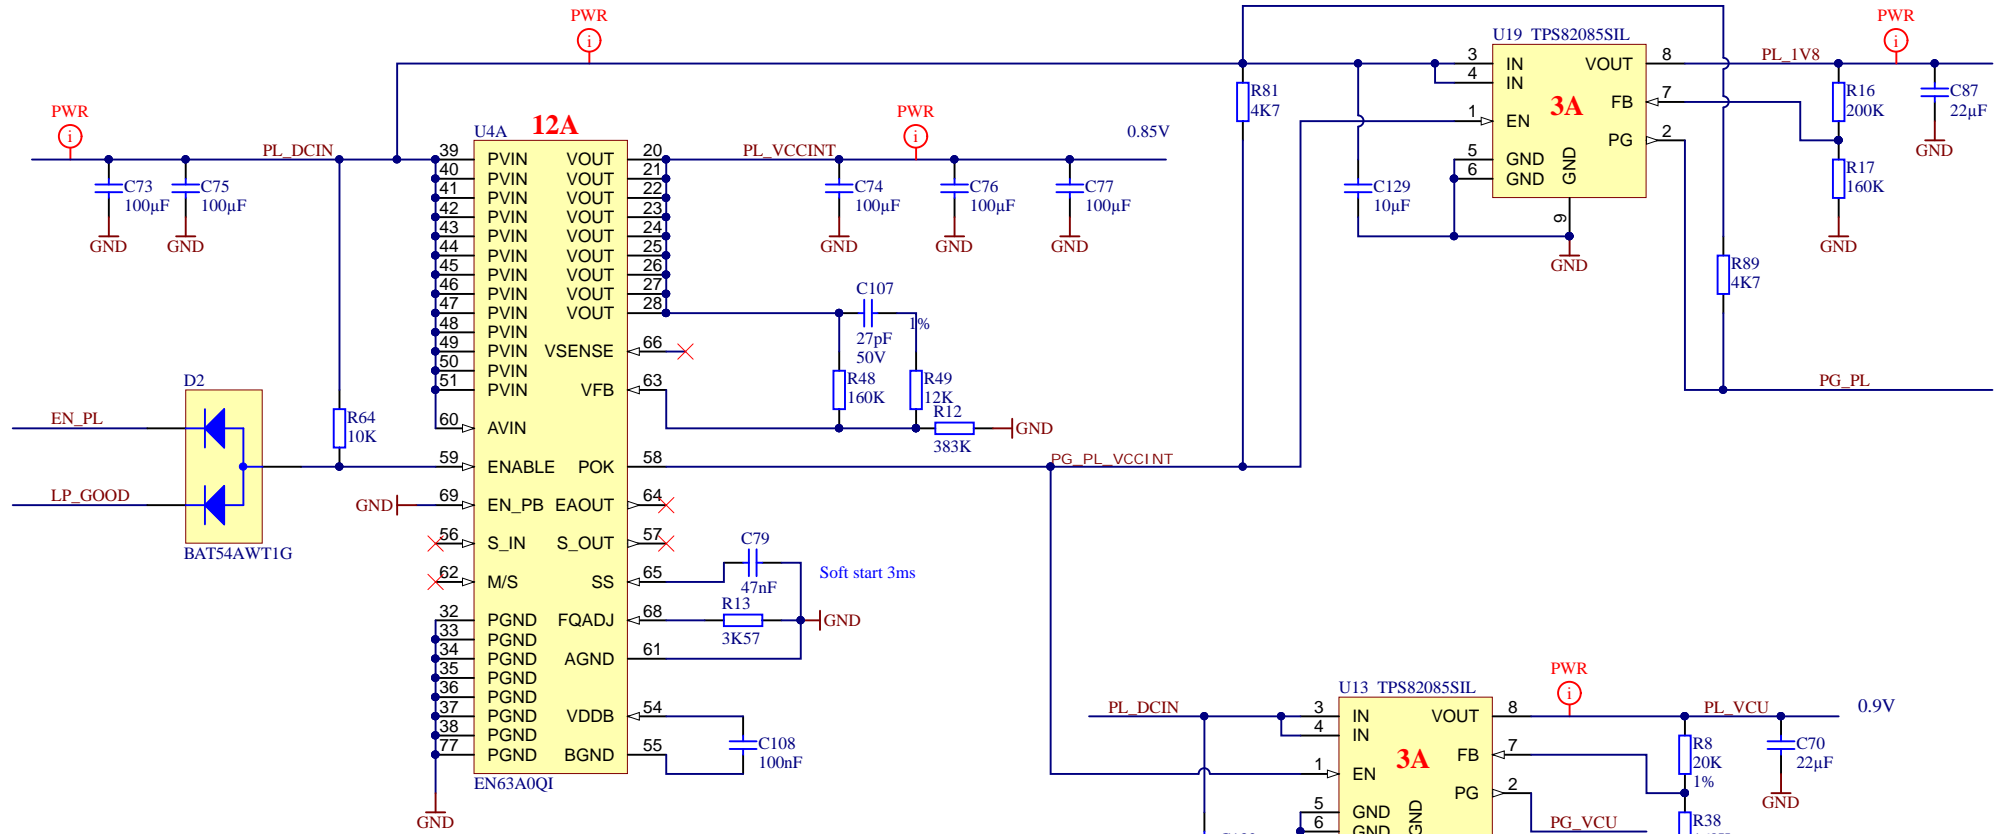 PWR
PWR
U19 TPS82085SIL
3 IN VOUT 8 PL_1V8
4 IN
R81
4K7
R16
200K
C87
22µF
FB 7
3A
1 EN
PG 2
GND
PWR
PWR
U4A 12A
0.85V
PL_DCIN
39 PVIN VOUT 20 PL_VCCINT
5 GND
6 GND
GND
9
GND
R17
160K
GND
40 PVIN VOUT 21
41 PVIN VOUT 22
42 PVIN VOUT 23
43 PVIN VOUT 24
44 PVIN VOUT 25
45 PVIN VOUT 26
46 PVIN VOUT 27
47 PVIN VOUT 28
48 PVIN
49 PVIN VSENSE 66
50 PVIN
51 PVIN VFB 63
C73
100µF
GND
C75
100µF
GND
C74
100µF
GND
C76
100µF
GND
C77
100µF
GND
C129
10µF
R89
4K7
C107
27pF
50V
1%
R48
160K
R49
12K
R12
383K
GND
PG_PL
D2
EN_PL
LP_GOOD
BAT54AWT1G
R64
10K
60 AVIN
59 ENABLE POK 58
PG_PL_VCCINT
GND
69 EN_PB EAOUT 64
56 S_IN S_OUT 57
62 M/S SS 65
C79
47nF
Soft start 3ms
R13
3K57
GND
32 PGND FQADJ 68
33 PGND
34 PGND AGND 61
35 PGND
36 PGND
37 PGND VDDB 54
38 PGND
77 PGND BGND 55
C108
100nF
EN63A0QI
GND
PWR
U13 TPS82085SIL
PL_DCIN
3 IN VOUT 8 PL_VCU
0.9V
4 IN
FB 7
3A
1 EN
PG 2
PG_VCU
5 GND
6 GND
GND
R8
20K
1%
C70
22µF
GND
R38